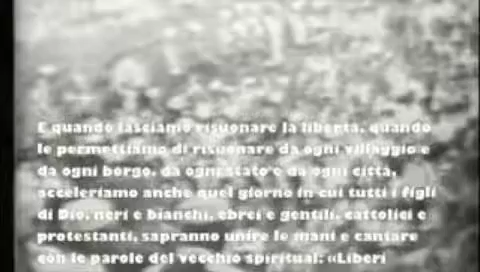 E quando lasciamo risuonare la libertà, quando
le permettiamo di risuonare da ogni villaggio e
da ogni borgo, da ogni stato e da ogni città,
acceleriamo anche quel giorno in cui tutti i figli
di Dio, neri e bianchi, ebrei e gentili, cattolici e
protestanti, sapranno unire le mani e cantare
con le parole del vecchio spiritual: «Liberi